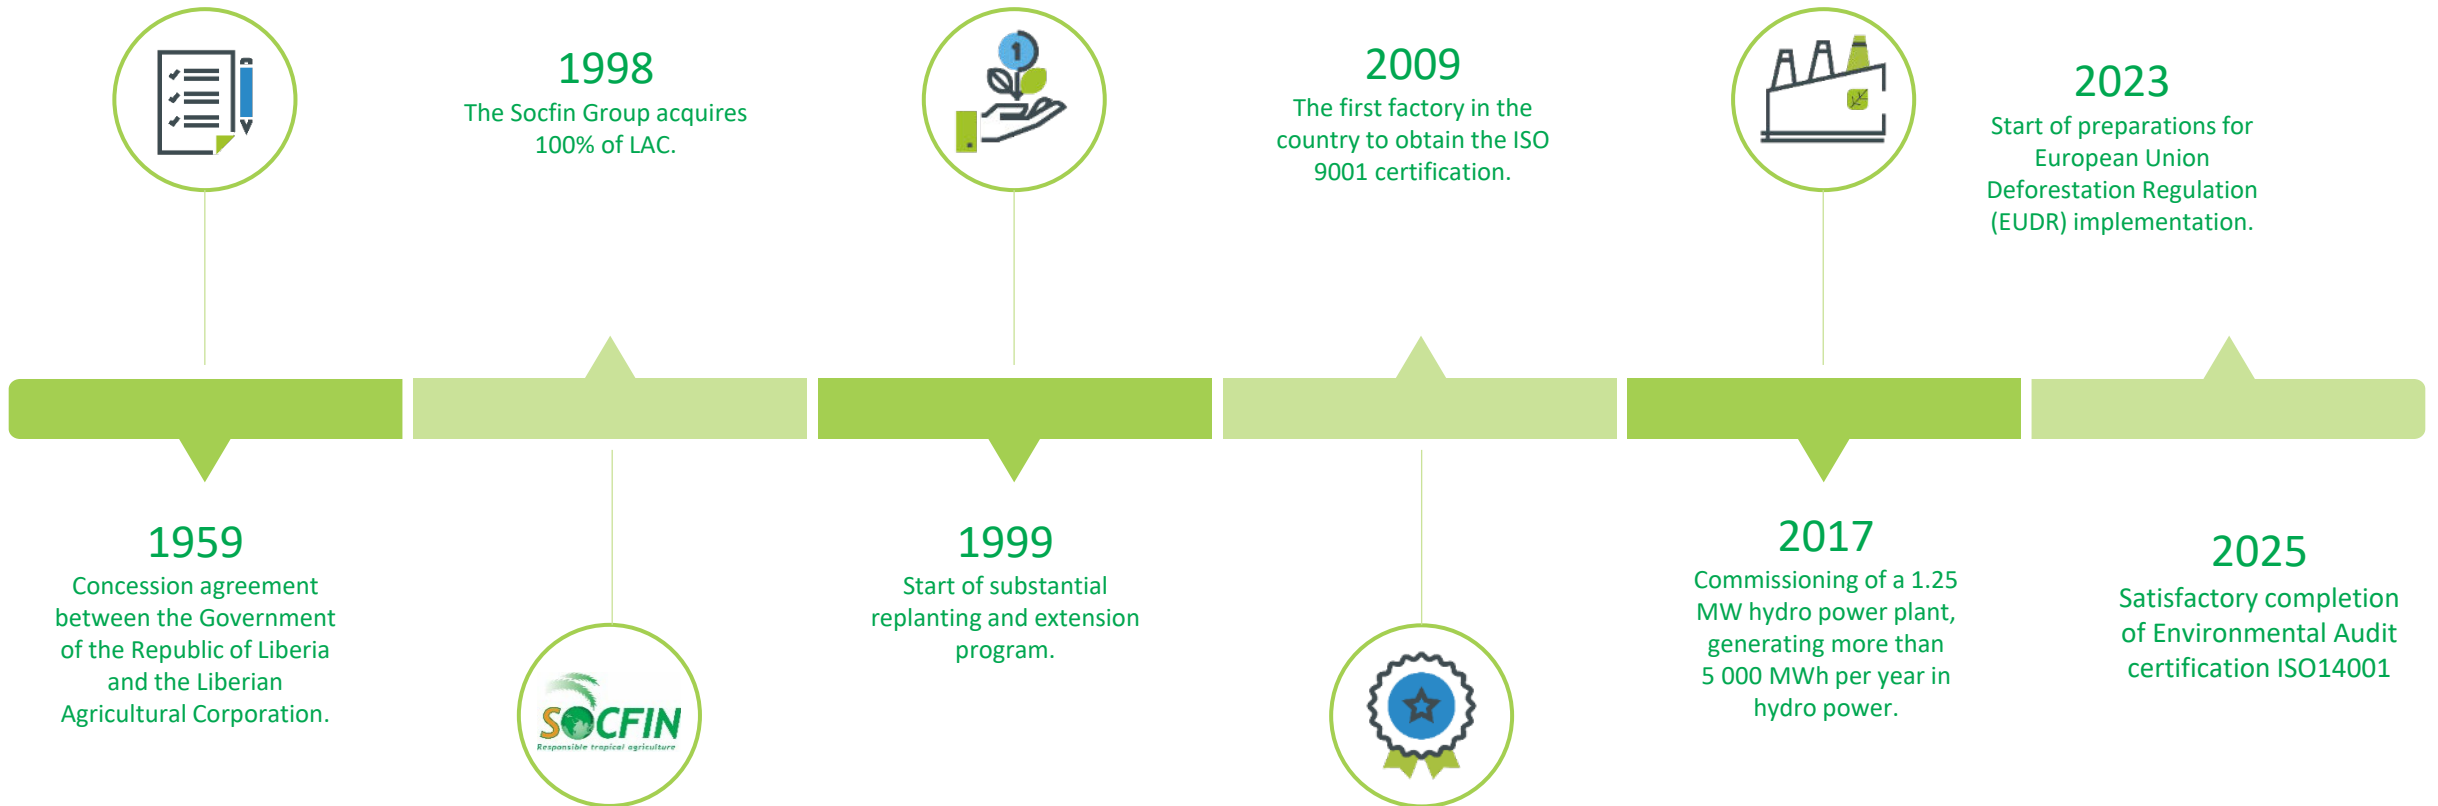 1959
Concession agreement
between the Government
of the Republic of Liberia
and the Liberian
Agricultural Corporation.
1998
The Socfin Group acquires
100% of LAC.
SOCFIN
Responsible tropical agriculture
1
1999
Start of substantial
replanting and extension
program.
2009
The first factory in the
country to obtain the ISO
9001 certification.
2017
Commissioning of a 1.25
MW hydro power plant,
generating more than
5 000 MWh per year in
hydro power.
2023
Start of preparations for
European Union
Deforestation Regulation
(EUDR) implementation.
2025
Satisfactory completion
of Environmental Audit
certification ISO14001